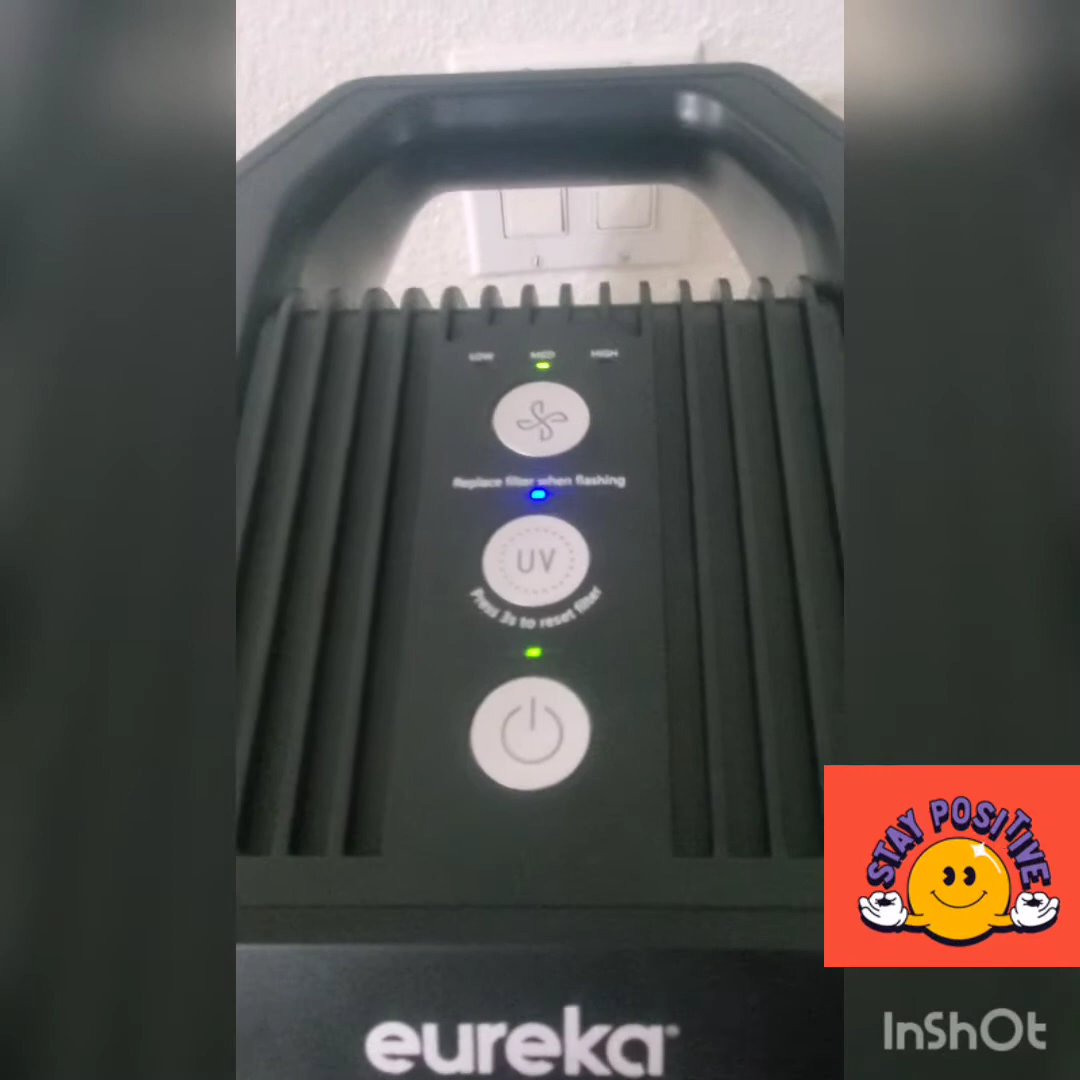 LOW MED HIGH
Replace filter when flashing
UV
Press 3s to reset filter
STAY POSITIVE
eureka
InShOt